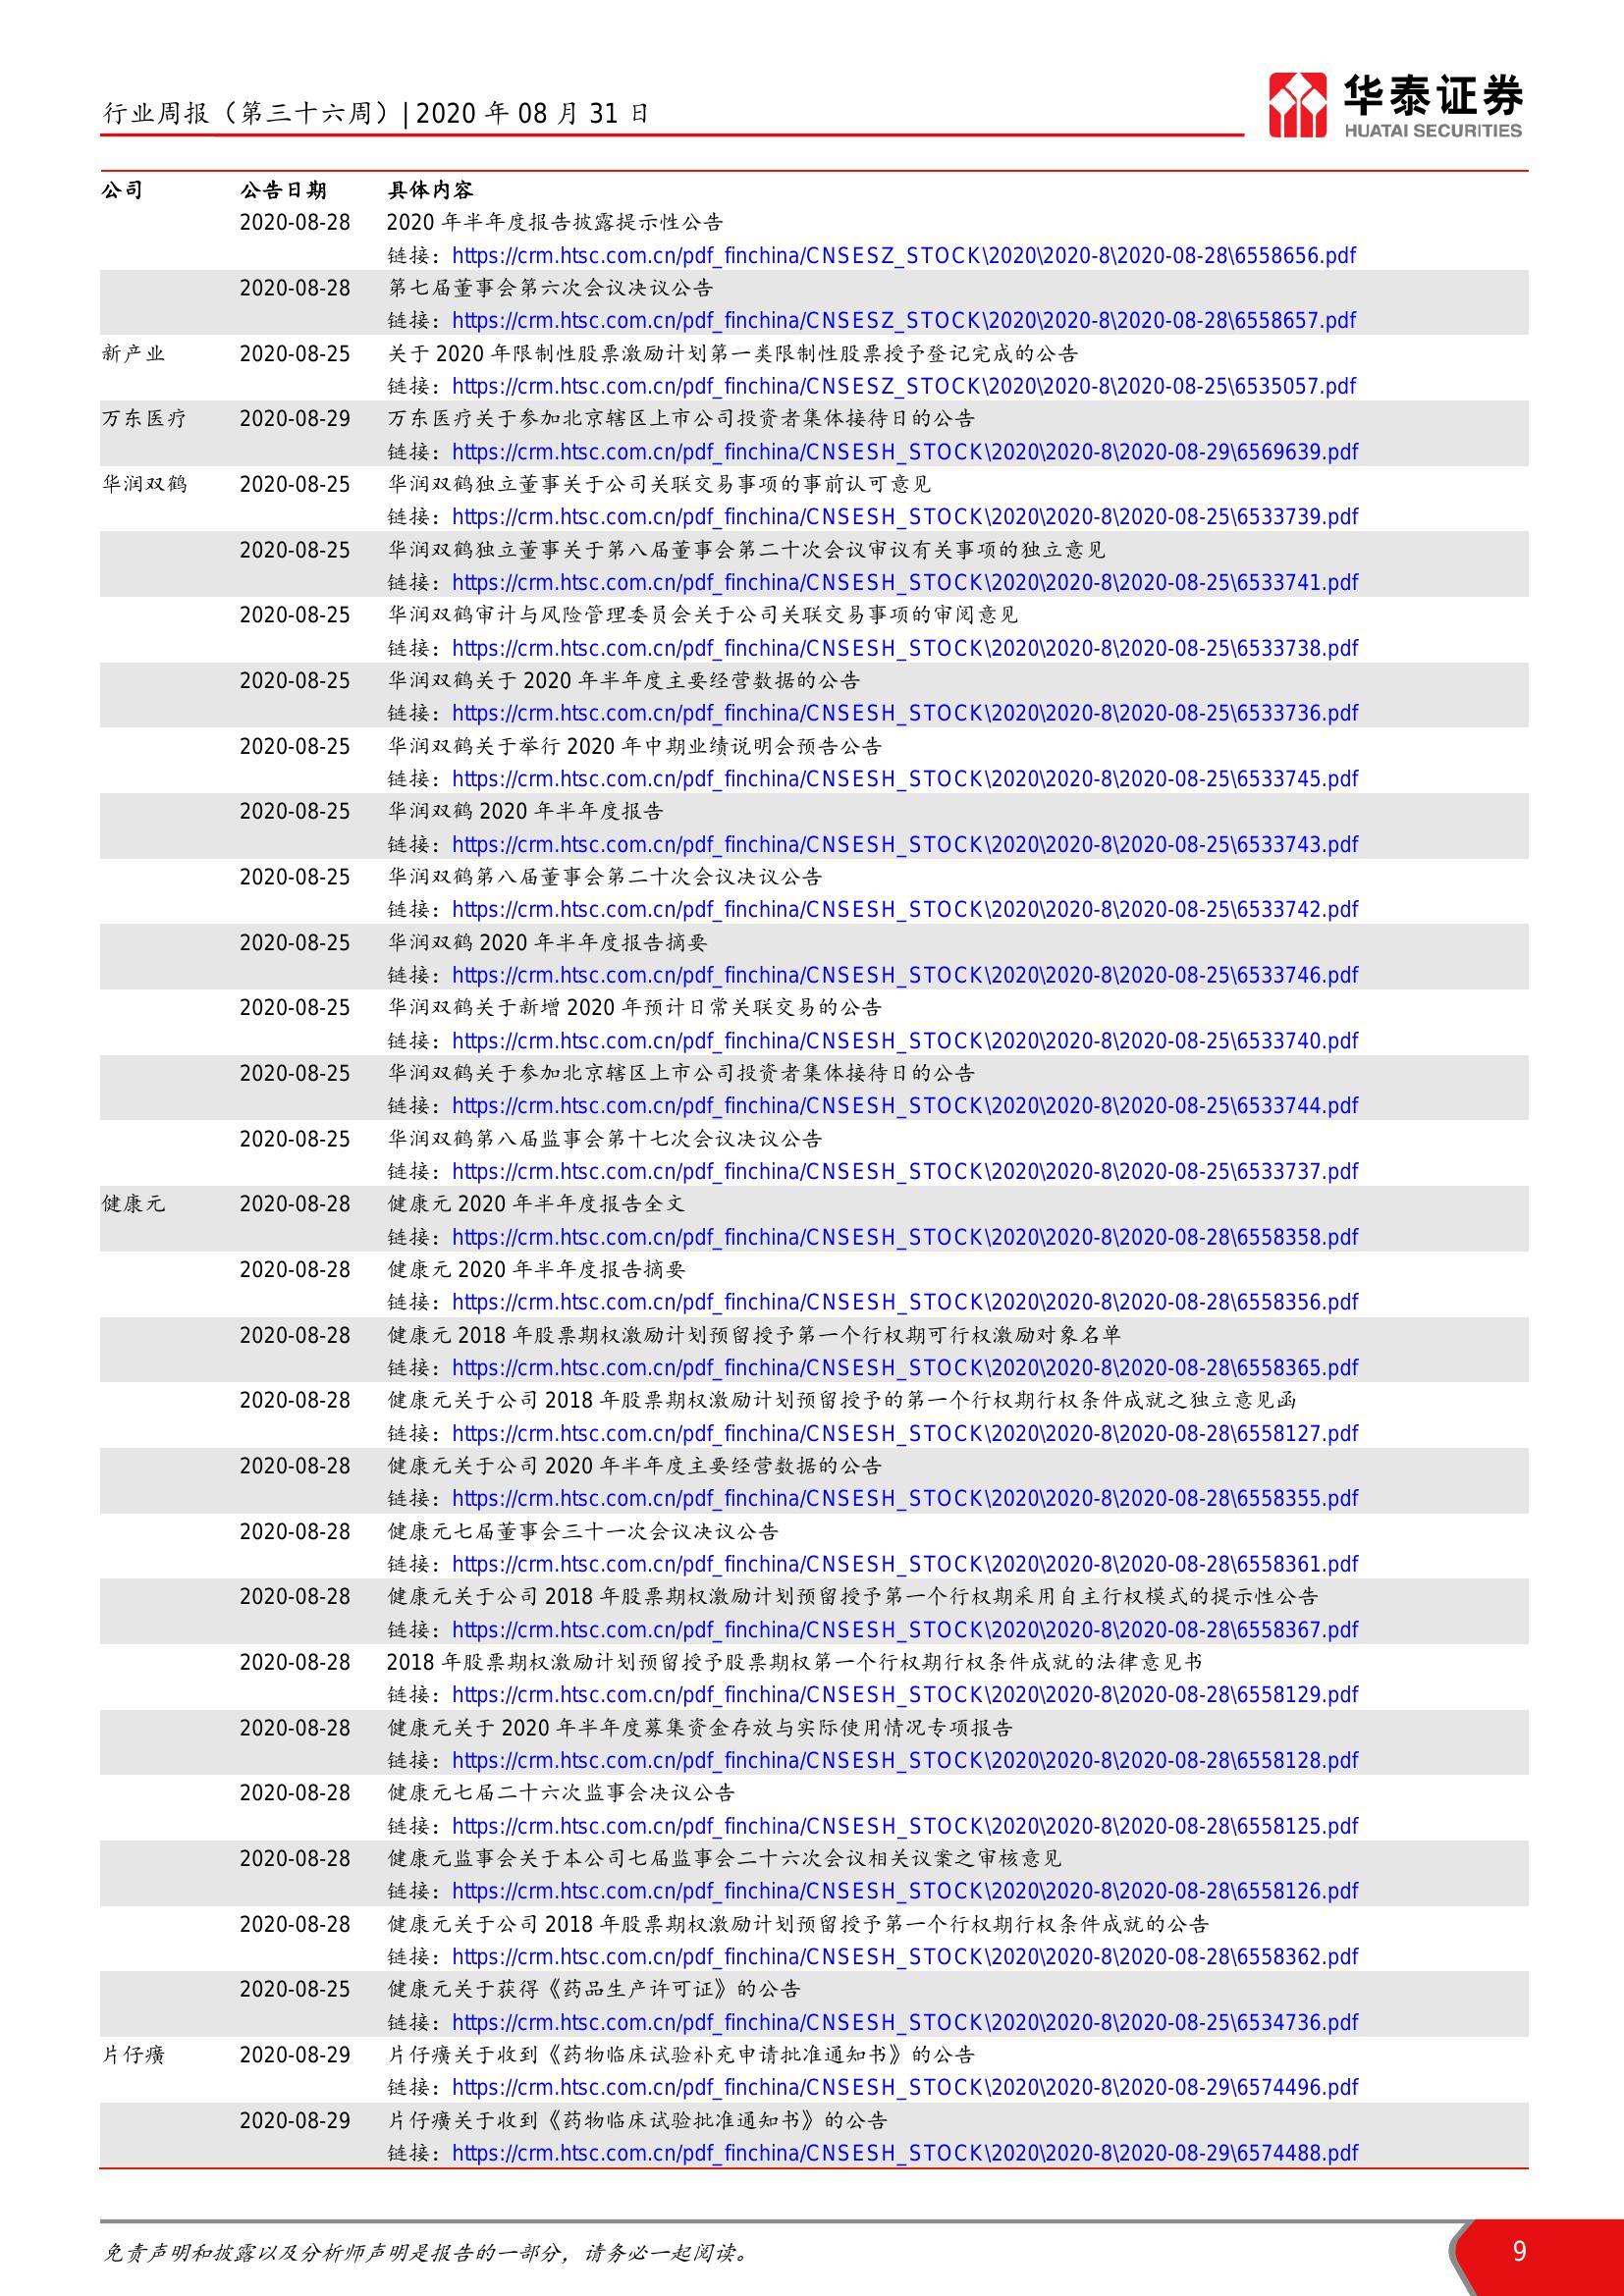 行业周报（第三十六周）| 2020 年 08 月 31 日
华泰证券
HUATAI SECURITIES
公司 公告日期 具体内容
2020-08-28 2020 年半年度报告披露提示性公告
链接：https://crm.htsc.com.cn/pdf_finchina/CNSESZ_STOCK\2020\2020-8\2020-08-28\6558656.pdf
2020-08-28 第七届董事会第六次会议决议公告
链接：https://crm.htsc.com.cn/pdf_finchina/CNSESZ_STOCK\2020\2020-8\2020-08-28\6558657.pdf
新产业 2020-08-25 关于 2020 年限制性股票激励计划第一类限制性股票授予登记完成的公告
链接：https://crm.htsc.com.cn/pdf_finchina/CNSESZ_STOCK\2020\2020-8\2020-08-25\6535057.pdf
万东医疗 2020-08-29 万东医疗关于参加北京辖区上市公司投资者集体接待日的公告
链接：https://crm.htsc.com.cn/pdf_finchina/CNSESH_STOCK\2020\2020-8\2020-08-29\6569639.pdf
华润双鹤 2020-08-25 华润双鹤独立董事关于公司关联交易事项的事前认可意见
链接：https://crm.htsc.com.cn/pdf_finchina/CNSESH_STOCK\2020\2020-8\2020-08-25\6533739.pdf
2020-08-25 华润双鹤独立董事关于第八届董事会第二十次会议审议有关事项的独立意见
链接：https://crm.htsc.com.cn/pdf_finchina/CNSESH_STOCK\2020\2020-8\2020-08-25\6533741.pdf
2020-08-25 华润双鹤审计与风险管理委员会关于公司关联交易事项的审阅意见
链接：https://crm.htsc.com.cn/pdf_finchina/CNSESH_STOCK\2020\2020-8\2020-08-25\6533738.pdf
2020-08-25 华润双鹤关于 2020 年半年度主要经营数据的公告
链接：https://crm.htsc.com.cn/pdf_finchina/CNSESH_STOCK\2020\2020-8\2020-08-25\6533736.pdf
2020-08-25 华润双鹤关于举行 2020 年中期业绩说明会预告公告
链接：https://crm.htsc.com.cn/pdf_finchina/CNSESH_STOCK\2020\2020-8\2020-08-25\6533745.pdf
2020-08-25 华润双鹤 2020 年半年度报告
链接：https://crm.htsc.com.cn/pdf_finchina/CNSESH_STOCK\2020\2020-8\2020-08-25\6533743.pdf
2020-08-25 华润双鹤第八届董事会第二十次会议决议公告
链接：https://crm.htsc.com.cn/pdf_finchina/CNSESH_STOCK\2020\2020-8\2020-08-25\6533742.pdf
2020-08-25 华润双鹤 2020 年半年度报告摘要
链接：https://crm.htsc.com.cn/pdf_finchina/CNSESH_STOCK\2020\2020-8\2020-08-25\6533746.pdf
2020-08-25 华润双鹤关于新增 2020 年预计日常关联交易的公告
链接：https://crm.htsc.com.cn/pdf_finchina/CNSESH_STOCK\2020\2020-8\2020-08-25\6533740.pdf
2020-08-25 华润双鹤关于参加北京辖区上市公司投资者集体接待日的公告
链接：https://crm.htsc.com.cn/pdf_finchina/CNSESH_STOCK\2020\2020-8\2020-08-25\6533744.pdf
2020-08-25 华润双鹤第八届监事会第十七次会议决议公告
链接：https://crm.htsc.com.cn/pdf_finchina/CNSESH_STOCK\2020\2020-8\2020-08-25\6533737.pdf
健康元 2020-08-28 健康元 2020 年半年度报告全文
链接：https://crm.htsc.com.cn/pdf_finchina/CNSESH_STOCK\2020\2020-8\2020-08-28\6558358.pdf
2020-08-28 健康元 2020 年半年度报告摘要
链接：https://crm.htsc.com.cn/pdf_finchina/CNSESH_STOCK\2020\2020-8\2020-08-28\6558356.pdf
2020-08-28 健康元 2018 年股票期权激励计划预留授予第一个行权期可行权激励对象名单
链接：https://crm.htsc.com.cn/pdf_finchina/CNSESH_STOCK\2020\2020-8\2020-08-28\6558365.pdf
2020-08-28 健康元关于公司 2018 年股票期权激励计划预留授予的第一个行权期行权条件成就之独立意见函
链接：https://crm.htsc.com.cn/pdf_finchina/CNSESH_STOCK\2020\2020-8\2020-08-28\6558127.pdf
2020-08-28 健康元关于公司 2020 年半年度主要经营数据的公告
链接：https://crm.htsc.com.cn/pdf_finchina/CNSESH_STOCK\2020\2020-8\2020-08-28\6558355.pdf
2020-08-28 健康元七届董事会三十一次会议决议公告
链接：https://crm.htsc.com.cn/pdf_finchina/CNSESH_STOCK\2020\2020-8\2020-08-28\6558361.pdf
2020-08-28 健康元关于公司 2018 年股票期权激励计划预留授予第一个行权期采用自主行权模式的提示性公告
链接：https://crm.htsc.com.cn/pdf_finchina/CNSESH_STOCK\2020\2020-8\2020-08-28\6558367.pdf
2020-08-28 2018 年股票期权激励计划预留授予股票期权第一个行权期行权条件成就的法律意见书
链接：https://crm.htsc.com.cn/pdf_finchina/CNSESH_STOCK\2020\2020-8\2020-08-28\6558129.pdf
2020-08-28 健康元关于 2020 年半年度募集资金存放与实际使用情况专项报告
链接：https://crm.htsc.com.cn/pdf_finchina/CNSESH_STOCK\2020\2020-8\2020-08-28\6558128.pdf
2020-08-28 健康元七届二十六次监事会决议公告
链接：https://crm.htsc.com.cn/pdf_finchina/CNSESH_STOCK\2020\2020-8\2020-08-28\6558125.pdf
2020-08-28 健康元监事会关于本公司七届监事会二十六次会议相关议案之审核意见
链接：https://crm.htsc.com.cn/pdf_finchina/CNSESH_STOCK\2020\2020-8\2020-08-28\6558126.pdf
2020-08-28 健康元关于公司 2018 年股票期权激励计划预留授予第一个行权期行权条件成就的公告
链接：https://crm.htsc.com.cn/pdf_finchina/CNSESH_STOCK\2020\2020-8\2020-08-28\6558362.pdf
2020-08-25 健康元关于获得《药品生产许可证》的公告
链接：https://crm.htsc.com.cn/pdf_finchina/CNSESH_STOCK\2020\2020-8\2020-08-25\6534736.pdf
片仔癀 2020-08-29 片仔癀关于收到《药物临床试验补充申请批准通知书》的公告
链接：https://crm.htsc.com.cn/pdf_finchina/CNSESH_STOCK\2020\2020-8\2020-08-29\6574496.pdf
2020-08-29 片仔癀关于收到《药物临床试验批准通知书》的公告
链接：https://crm.htsc.com.cn/pdf_finchina/CNSESH_STOCK\2020\2020-8\2020-08-29\6574488.pdf
免责声明和披露以及分析师声明是报告的一部分，请务必一起阅读。 9